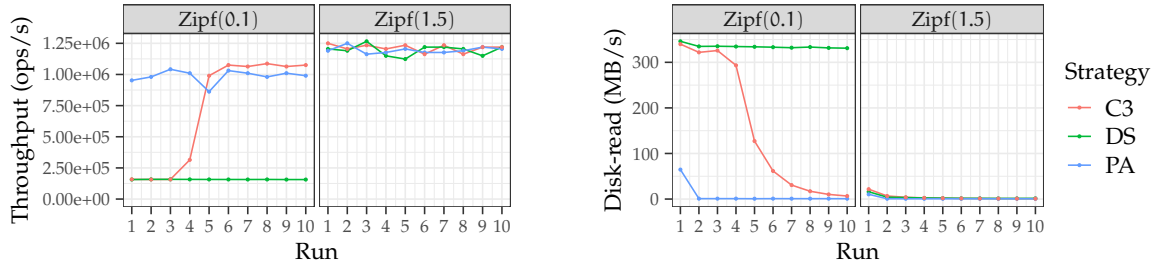 Throughput (ops/s)
Zipf(0.1)
Zipf(1.5)
1.25e+06
1.00e+06
7.50e+05
5.00e+05
2.50e+05
0.00e+00
1 2 3 4 5 6 7 8 9 10
1 2 3 4 5 6 7 8 9 10
Run
Disk-read (MB/s)
Zipf(0.1)
Zipf(1.5)
300
200
100
0
1 2 3 4 5 6 7 8 9 10
1 2 3 4 5 6 7 8 9 10
Run
Strategy
C3
DS
PA